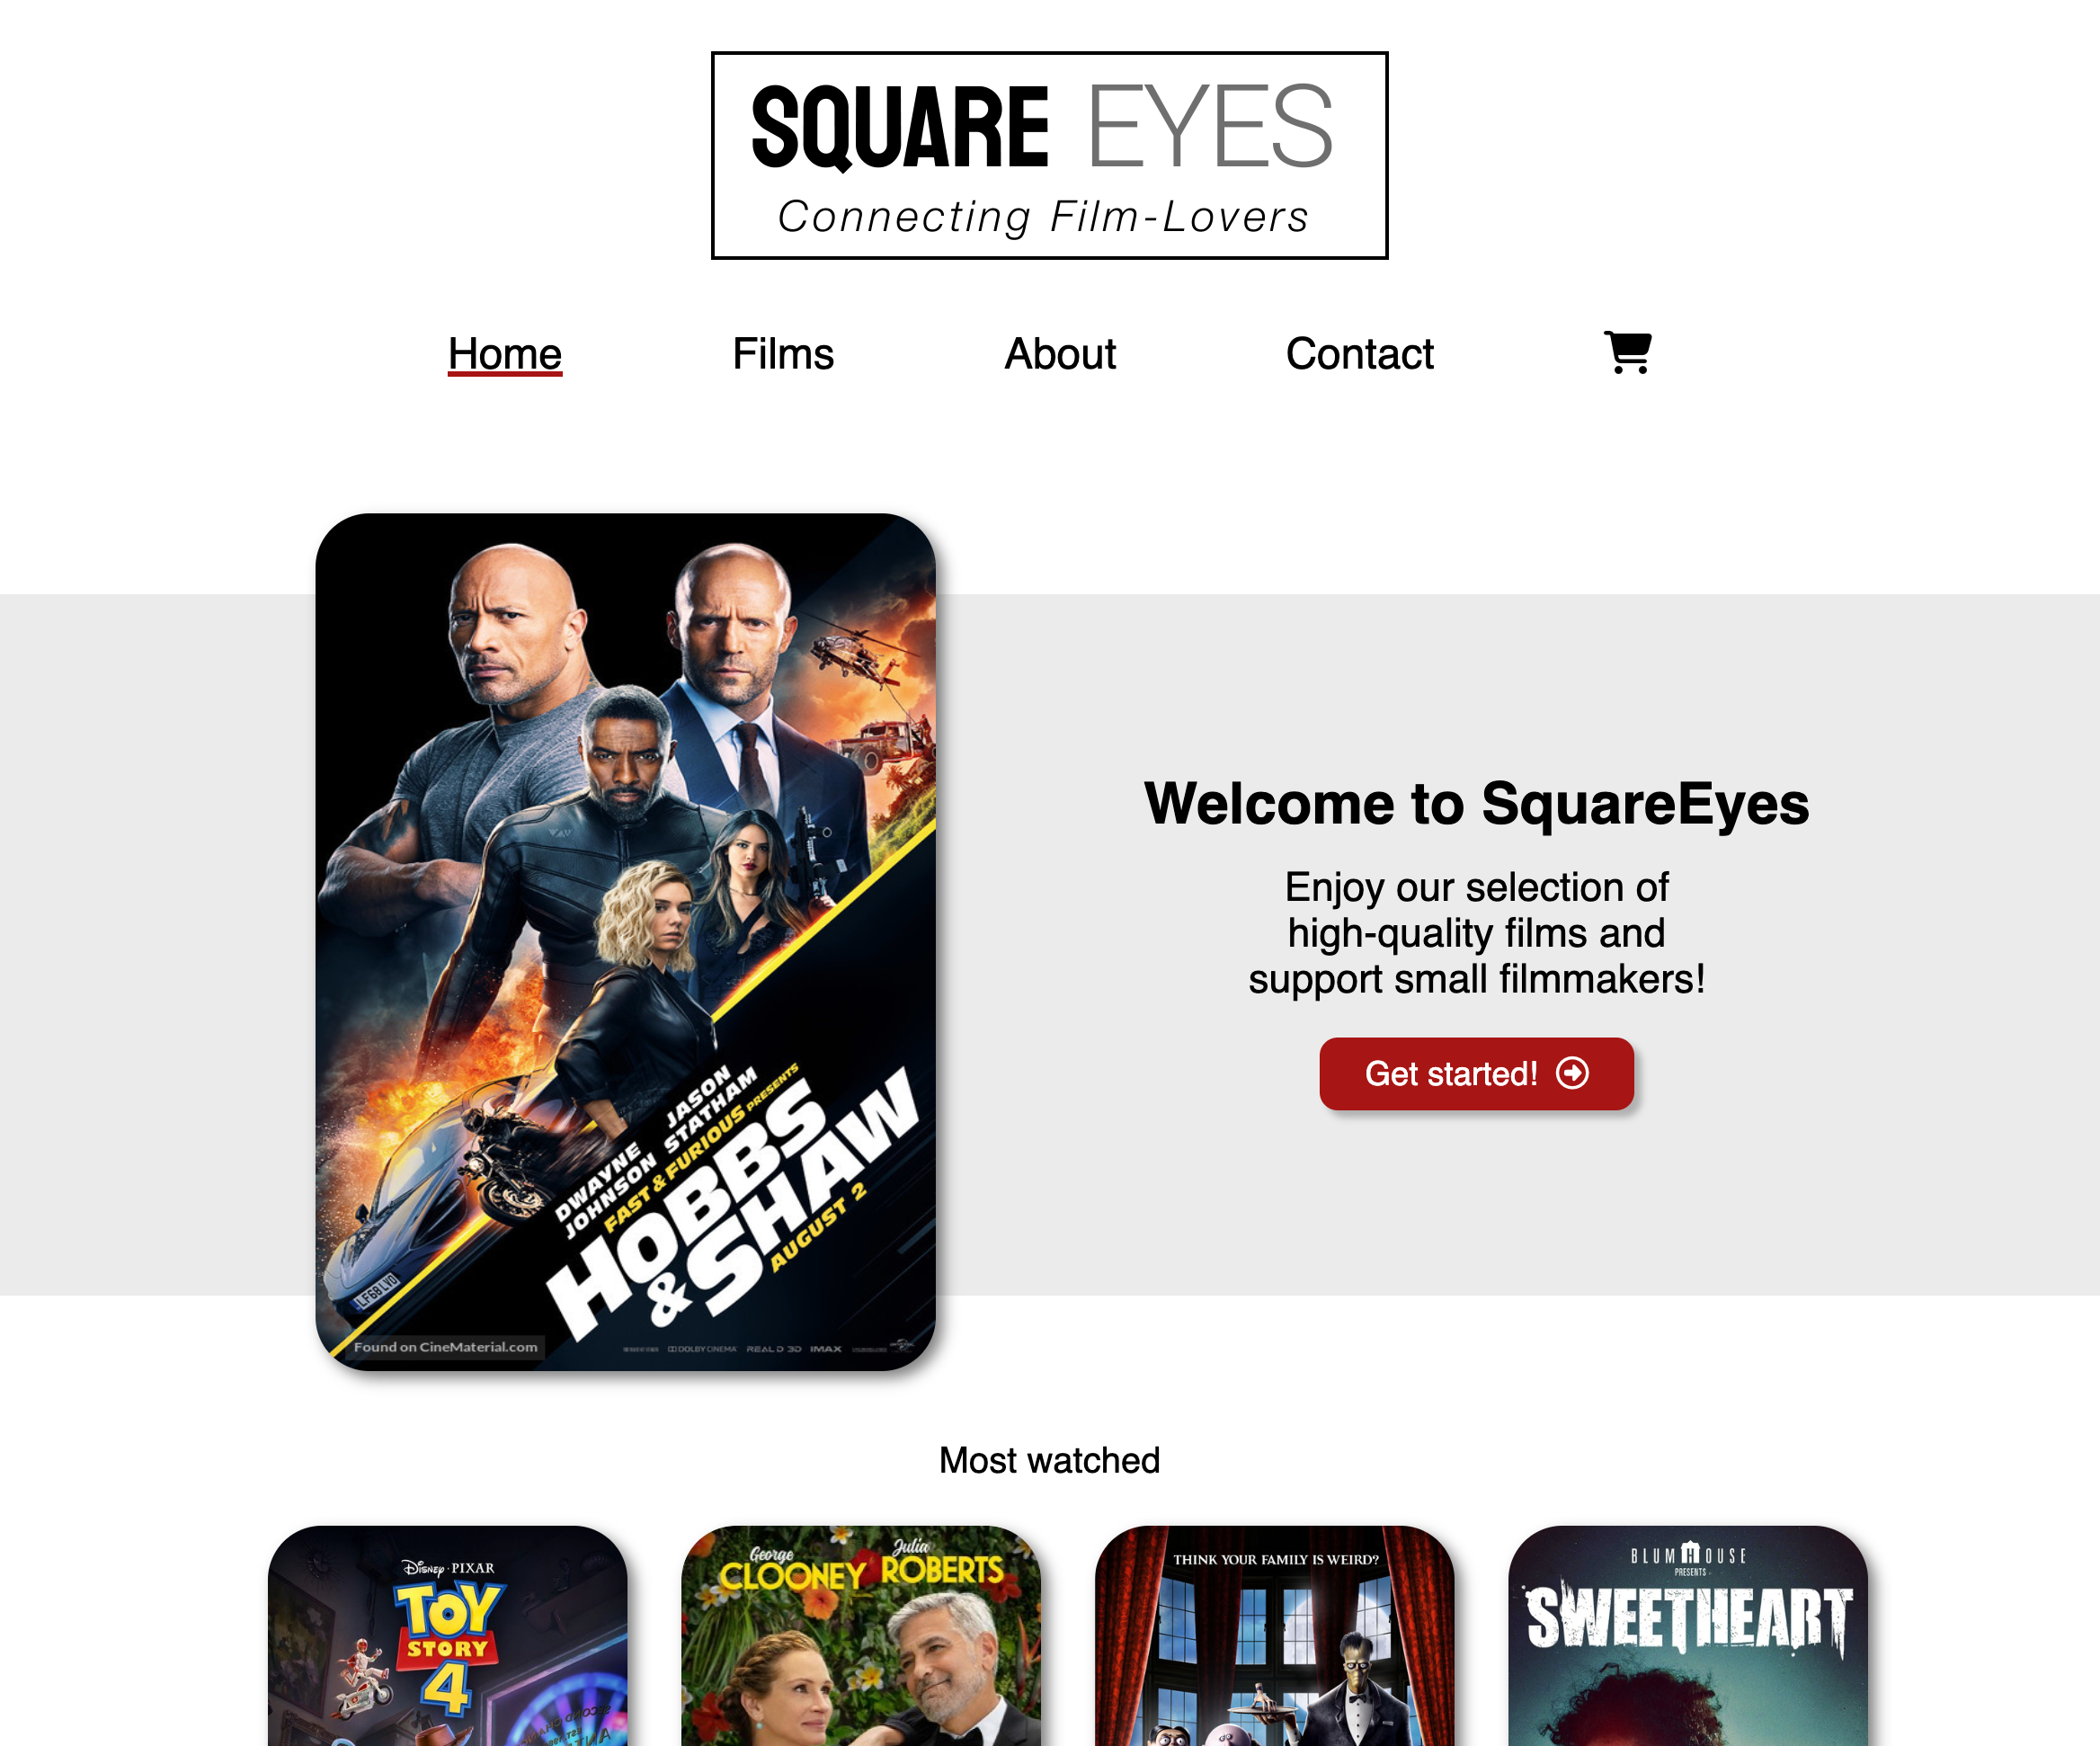 SQUARE EYES
Connecting Film-Lovers
Home Films About Contact
DWAYNE JOHNSON
JASON STATHAM
FAST & FURIOUS PRESENTS
HOBBS
& SHAW
AUGUST 2
LF68 LVO
Found on CineMaterial.com
DOLBY CINEMA REAL D 3D IMAX
Welcome to SquareEyes
Enjoy our selection of
high-quality films and
support small filmmakers!
Get started!
Most watched
Disney · PIXAR
TOY
STORY
4
George
CLOONEY
Julia
ROBERTS
THINK YOUR FAMILY IS WEIRD?
BLUMHOUSE
PRESENTS
SWEETHEART